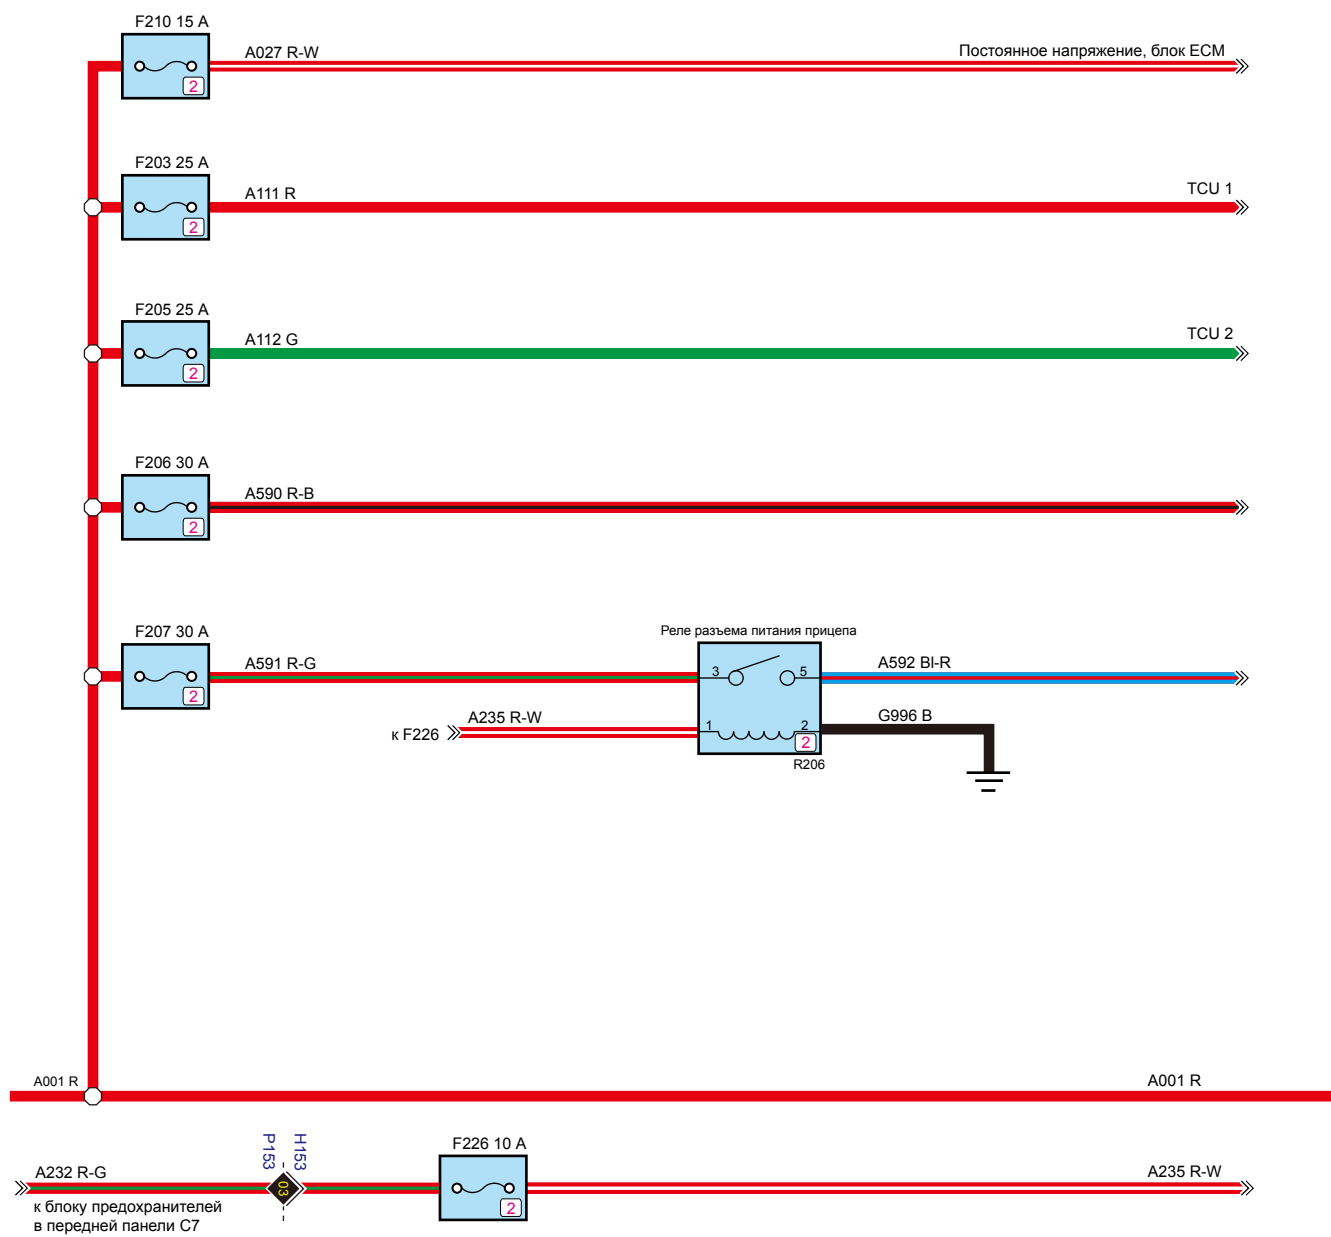 F210 15 A
A027 R-W
Постоянное напряжение, блок ECM
2
F203 25 A
A111 R
TCU 1
2
F205 25 A
A112 G
TCU 2
2
F206 30 A
A590 R-B
2
F207 30 A
A591 R-G
2
Реле разъема питания прицепа
3
5
A592 Bl-R
к F226
A235 R-W
1
2
2
G996 B
R206
A001 R
A001 R
P153
H153
03
A232 R-G
к блоку предохранителей
в передней панели C7
F226 10 A
2
A235 R-W